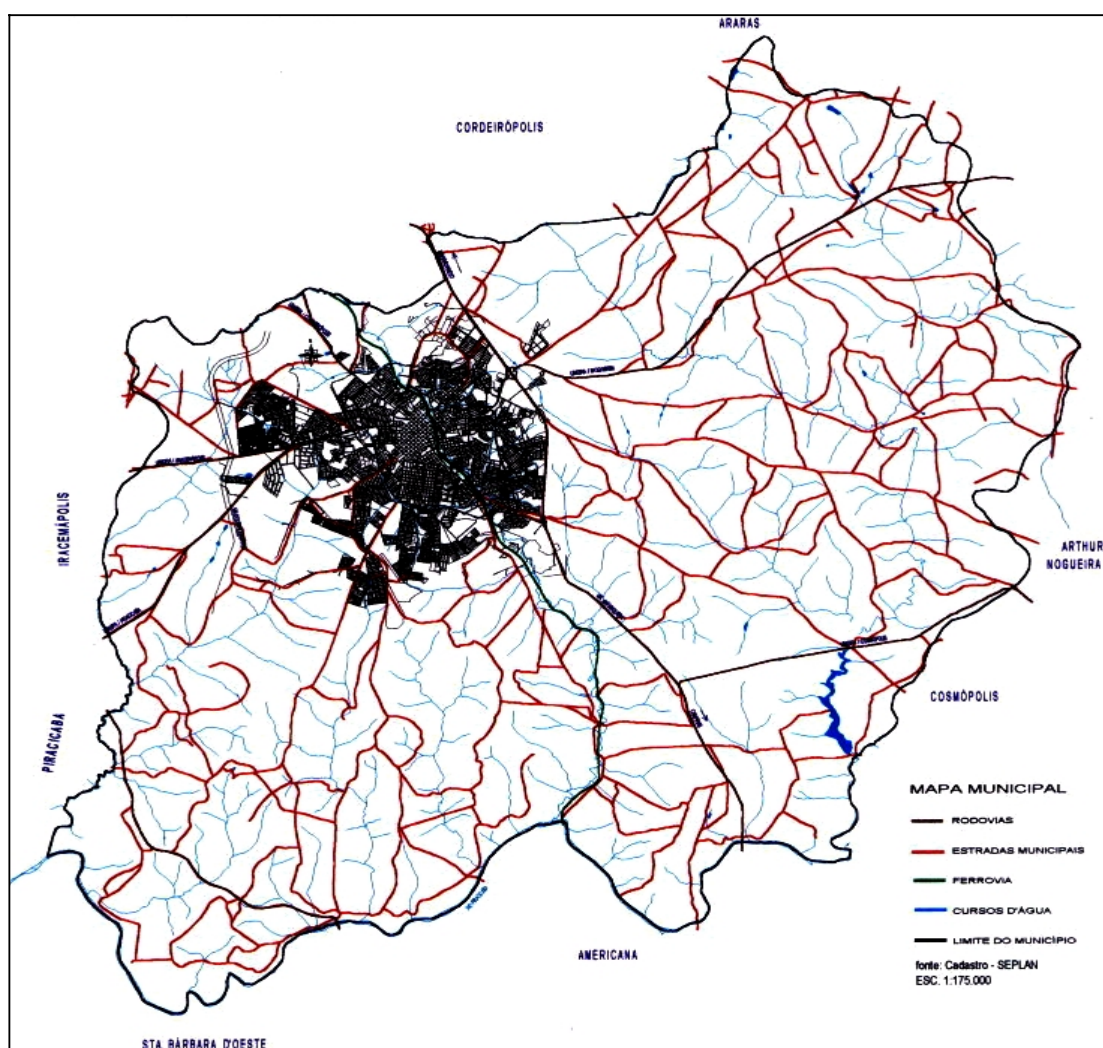 ARARAS
CORDEIRÓPOLIS
IRACEMÁPOLIS
ARTHUR
NOGUEIRA
COSMÓPOLIS
PIRACICABA
MAPA MUNICIPAL
RODOVIAS
ESTRADAS MUNICIPAIS
FERROVIA
CURSOS D'ÁGUA
LIMITE DO MUNICÍPIO
fonte: Cadastro - SEPLAN
ESC. 1:175.000
AMERICANA
STA BÁRBARA D'OESTE